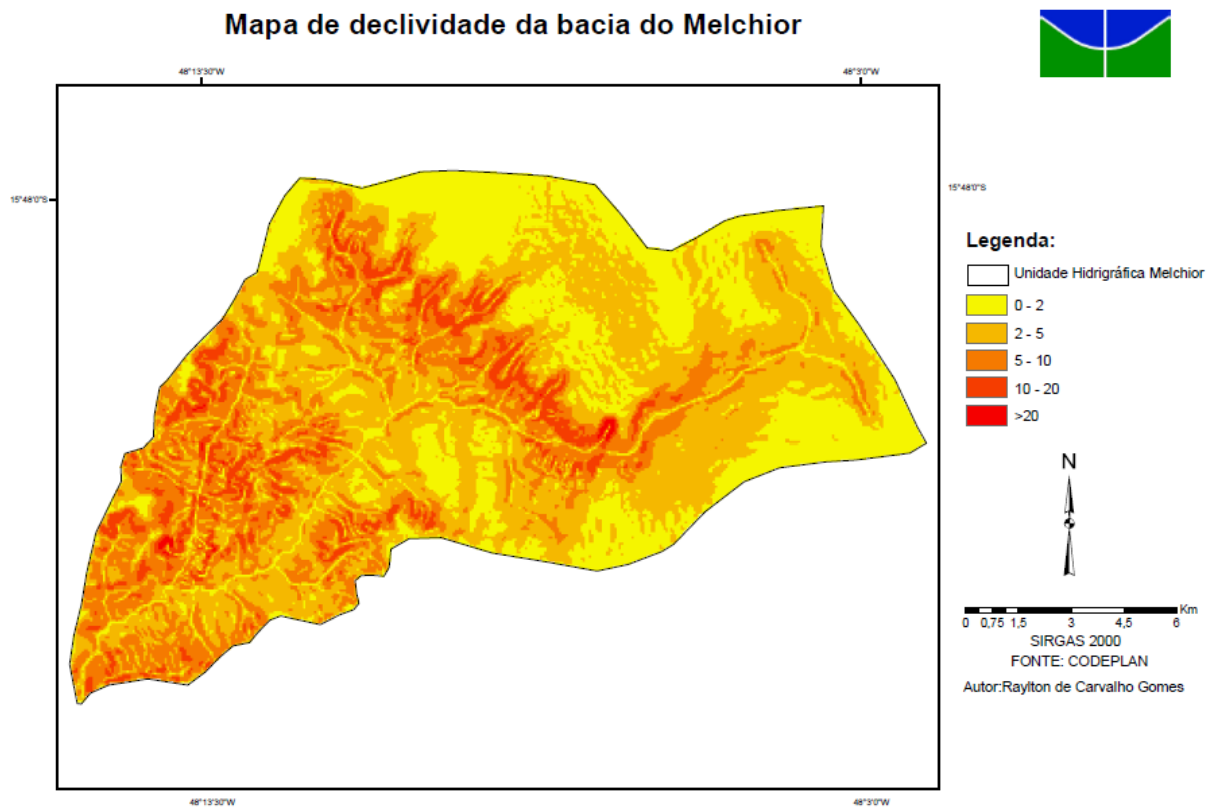 Mapa de declividade da bacia do Melchior
48°13'30"W
48°3'0"W
15°48'0"S
15°48'0"S
Legenda:
Unidade Hidrigráfica Melchior
0 - 2
2 - 5
5 - 10
10 - 20
>20
N
Km
0 0,75 1,5 3 4,5 6
SIRGAS 2000
FONTE: CODEPLAN
Autor:Raylton de Carvalho Gomes
48°13'30"W
48°3'0"W